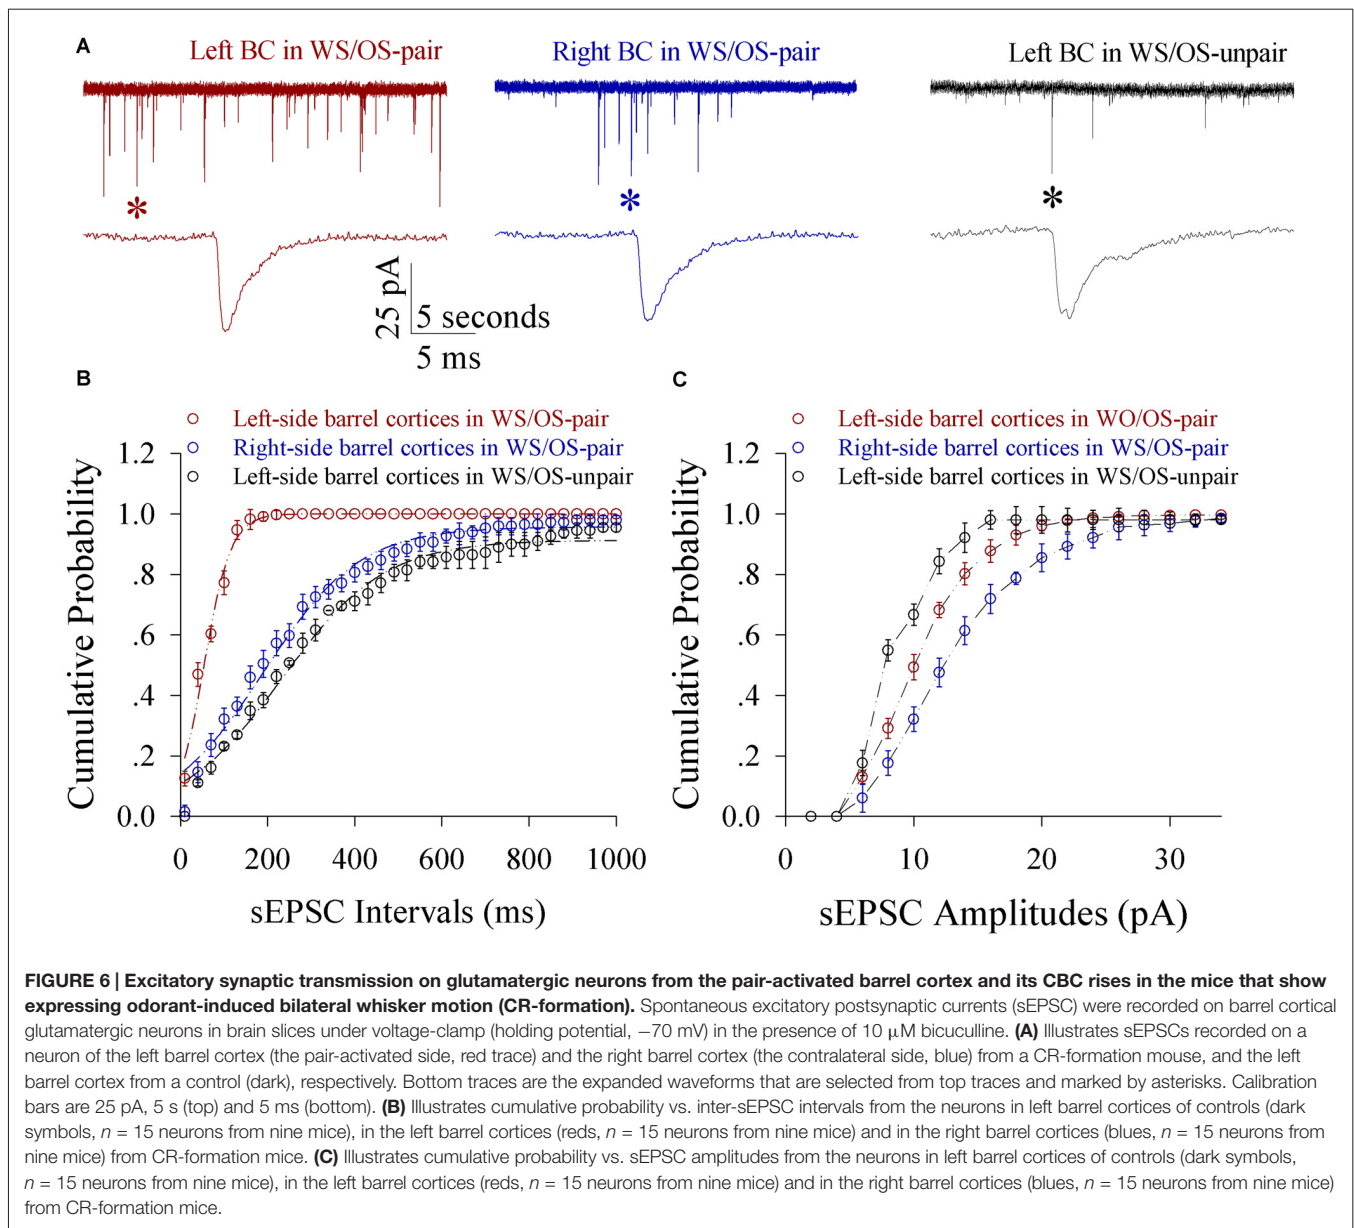 A
Left BC in WS/OS-pair
Right BC in WS/OS-pair
Left BC in WS/OS-unpair
*
*
*
25 pA
5 seconds
5 ms
B
Left-side barrel cortices in WS/OS-pair
Right-side barrel cortices in WS/OS-pair
Left-side barrel cortices in WS/OS-unpair
Cumulative Probability
1.2
1.0
.8
.6
.4
.2
0.0
0 200 400 600 800 1000
sEPSC Intervals (ms)
C
Left-side barrel cortices in WO/OS-pair
Right-side barrel cortices in WS/OS-pair
Left-side barrel cortices in WS/OS-unpair
Cumulative Probability
1.2
1.0
.8
.6
.4
.2
0.0
0 10 20 30
sEPSC Amplitudes (pA)
FIGURE 6 | Excitatory synaptic transmission on glutamatergic neurons from the pair-activated barrel cortex and its CBC rises in the mice that show
expressing odorant-induced bilateral whisker motion (CR-formation). Spontaneous excitatory postsynaptic currents (sEPSC) were recorded on barrel cortical
glutamatergic neurons in brain slices under voltage-clamp (holding potential, −70 mV) in the presence of 10 μM bicuculline. (A) Illustrates sEPSCs recorded on a
neuron of the left barrel cortex (the pair-activated side, red trace) and the right barrel cortex (the contralateral side, blue) from a CR-formation mouse, and the left
barrel cortex from a control (dark), respectively. Bottom traces are the expanded waveforms that are selected from top traces and marked by asterisks. Calibration
bars are 25 pA, 5 s (top) and 5 ms (bottom). (B) Illustrates cumulative probability vs. inter-sEPSC intervals from the neurons in left barrel cortices of controls (dark
symbols, n = 15 neurons from nine mice), in the left barrel cortices (reds, n = 15 neurons from nine mice) and in the right barrel cortices (blues, n = 15 neurons from
nine mice) from CR-formation mice. (C) Illustrates cumulative probability vs. sEPSC amplitudes from the neurons in left barrel cortices of controls (dark symbols,
n = 15 neurons from nine mice), in the left barrel cortices (reds, n = 15 neurons from nine mice) and in the right barrel cortices (blues, n = 15 neurons from nine mice)
from CR-formation mice.